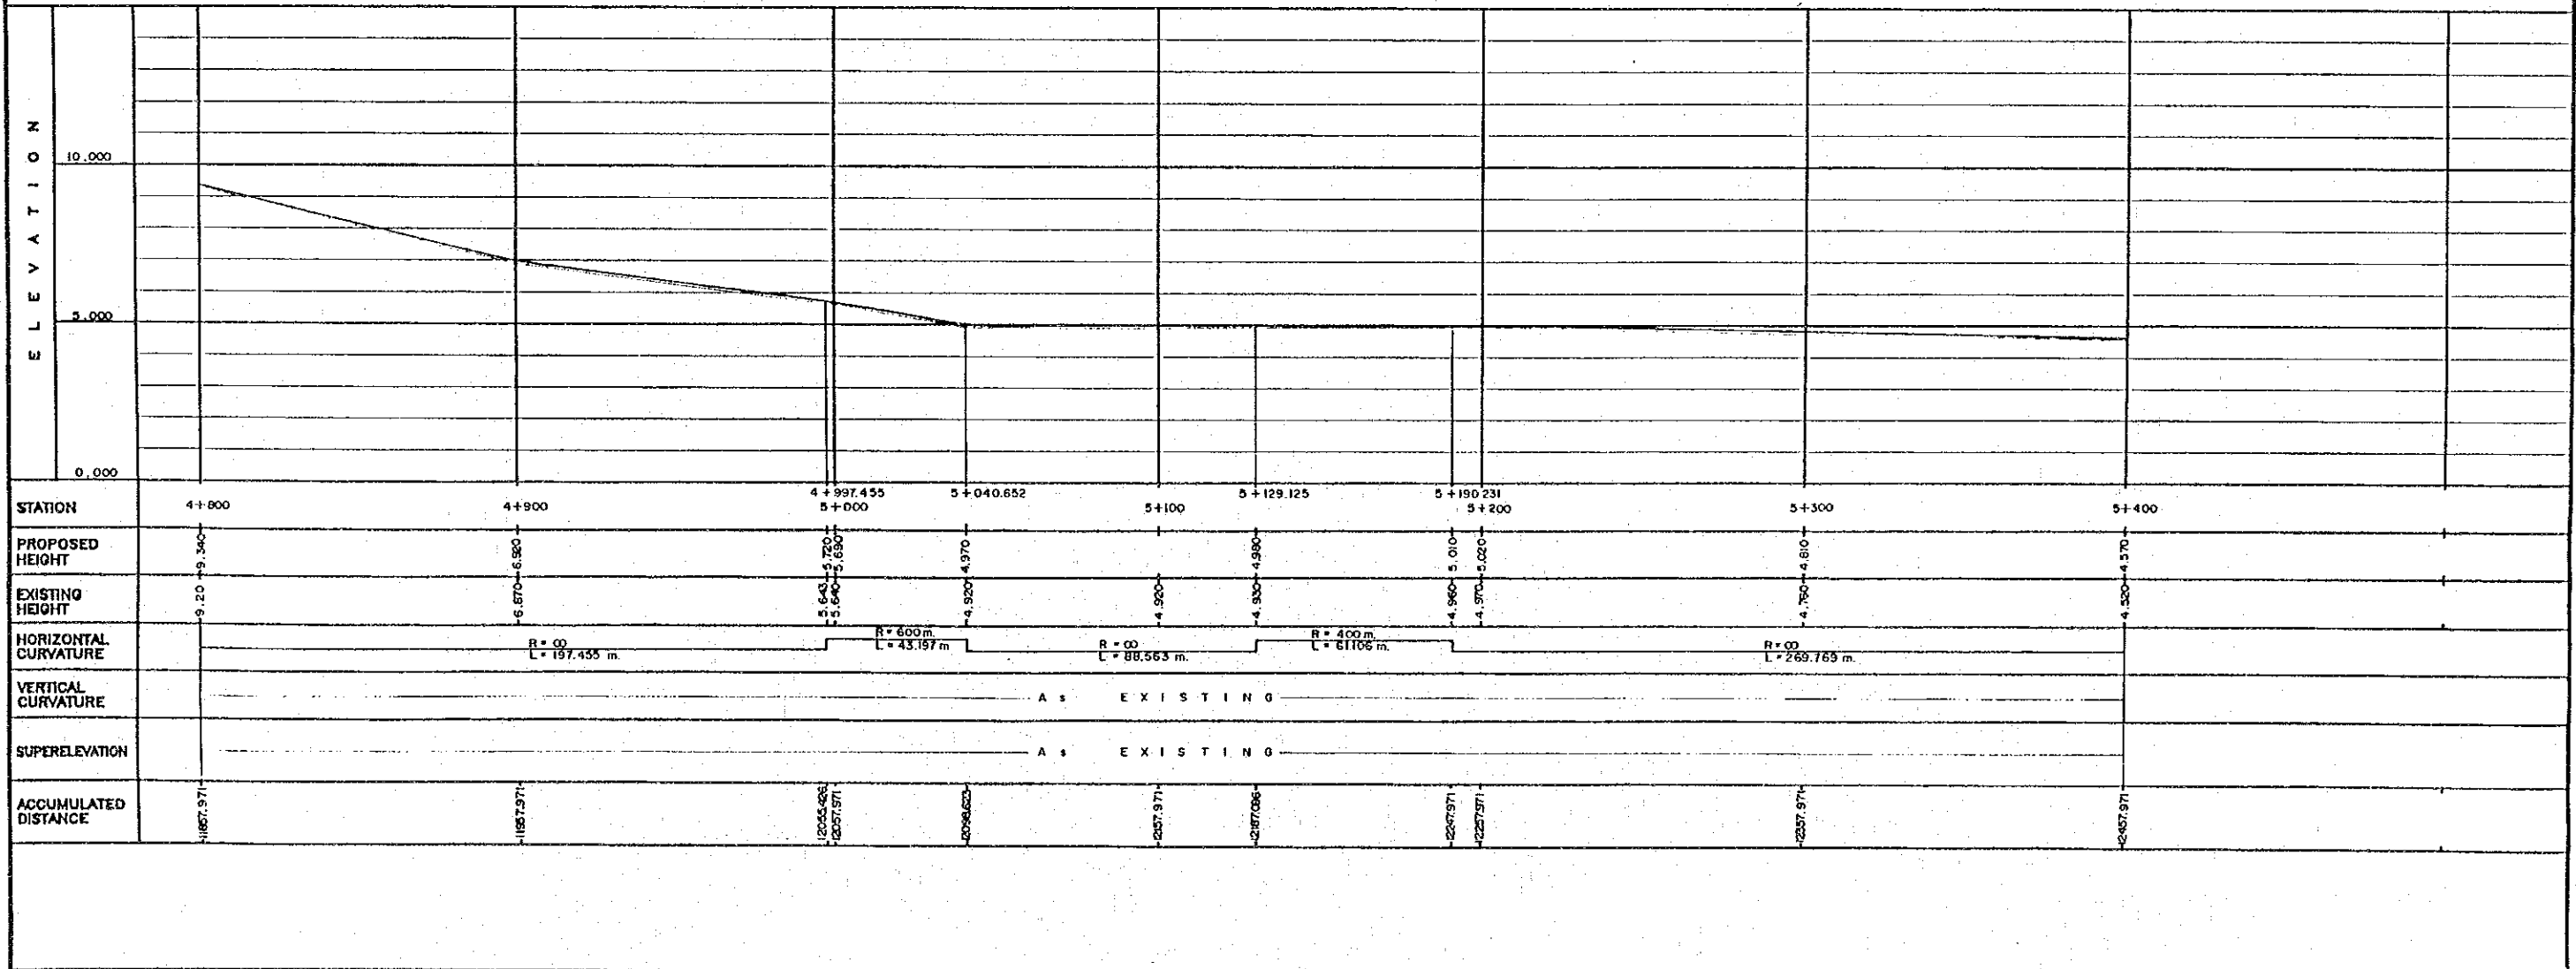 ELEVATION
10.000
5.000
0.000
STATION
4+800
4+900
4+997.455
5+000
5+040.652
5+100
5+129.125
5+190.231
5+200
5+300
5+400
PROPOSED
HEIGHT
9.340
6.920
5.720
5.690
4.970
4.980
5.010
5.020
4.810
4.570
EXISTING
HEIGHT
9.20
6.870
5.643
5.640
4.920
4.920
4.930
4.960
4.970
4.760
4.520
HORIZONTAL
CURVATURE
R = ∞
L = 197.455 m.
R = 600 m.
L = 43.197 m
R = ∞
L = 88.563 m.
R = 400 m.
L = 61.106 m.
R = ∞
L = 269.769 m.
VERTICAL
CURVATURE
As EXISTING
SUPERELEVATION
As EXISTING
ACCUMULATED
DISTANCE
11857.971
11957.971
12055.426
12057.971
12098.623
12157.971
12187.096
12247.971
12257.971
12357.971
12457.971